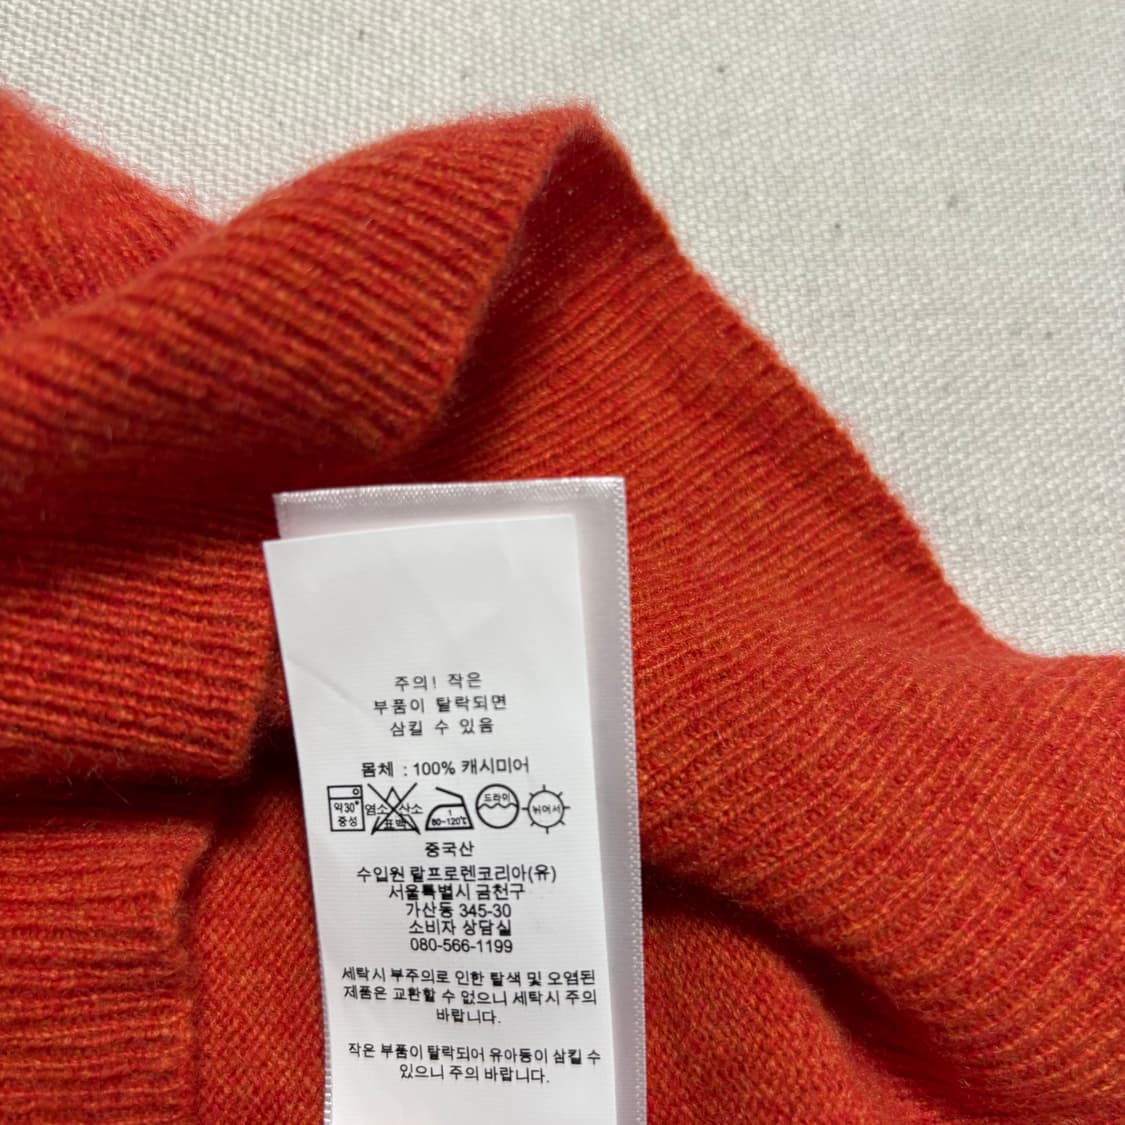 주의! 작은
부품이 탈락되면
삼킬 수 있음
몸체 : 100% 캐시미어
약30° 중성
염소 산소 표백
1 80~120℃
드라이
뉘어서
중국산
수입원 랄프로렌코리아(유)
서울특별시 금천구
가산동 345-30
소비자 상담실
080-566-1199
세탁시 부주의로 인한 탈색 및 오염된
제품은 교환할 수 없으니 세탁시 주의
바랍니다.
작은 부품이 탈락되어 유아동이 삼킬 수
있으니 주의 바랍니다.